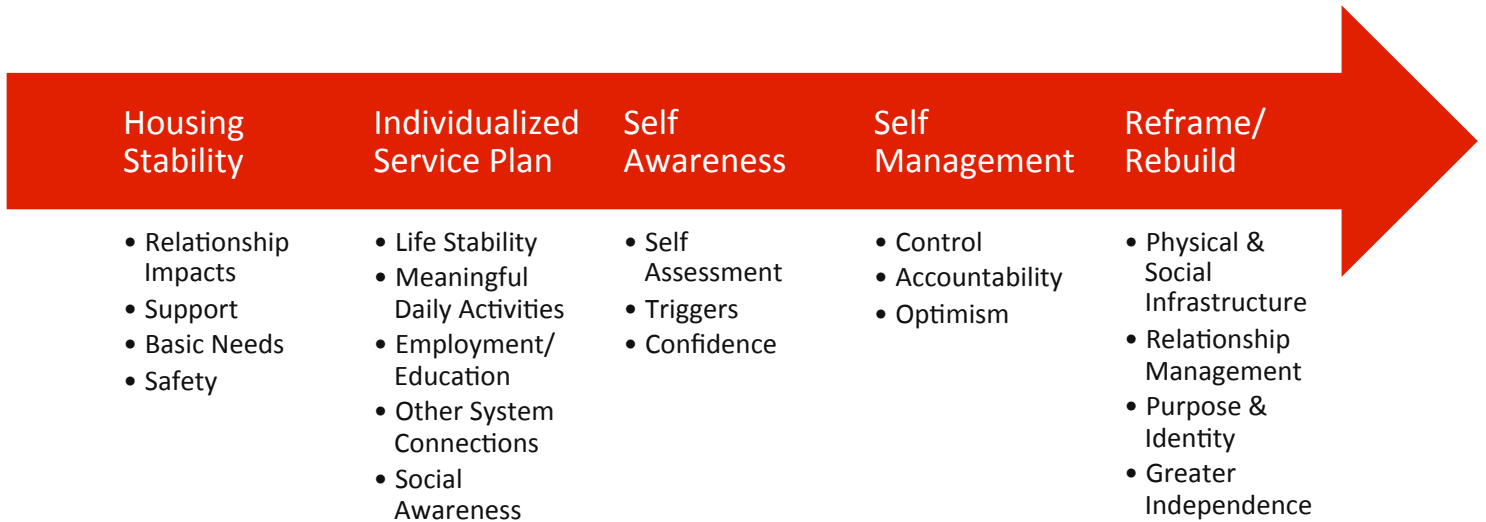 Housing
Stability
Individualized
Service Plan
Self
Awareness
Self
Management
Reframe/
Rebuild
• Relationship
Impacts
• Support
• Basic Needs
• Safety
• Life Stability
• Meaningful
Daily Activities
• Employment/
Education
• Other System
Connections
• Social
Awareness
• Self
Assessment
• Triggers
• Confidence
• Control
• Accountability
• Optimism
• Physical &
Social
Infrastructure
• Relationship
Management
• Purpose &
Identity
• Greater
Independence